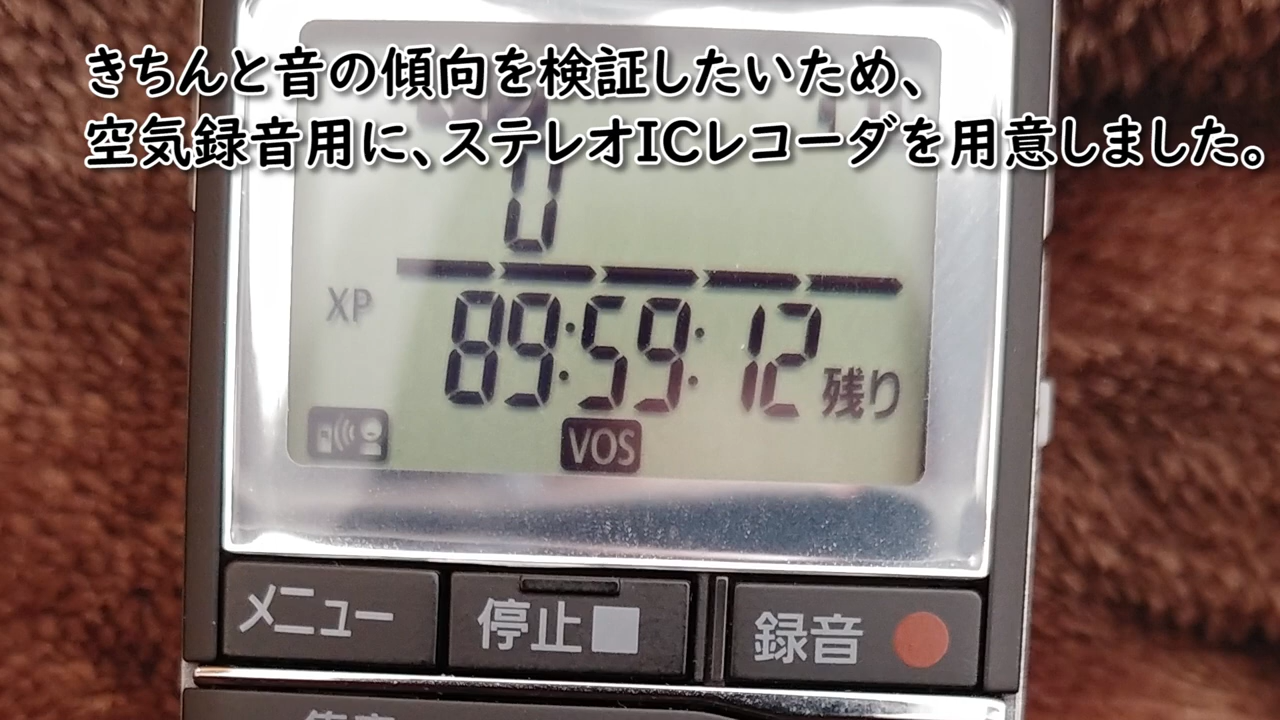 きちんと音の傾向を検証したいため、
空気録音用に、ステレオICレコーダを用意しました。
0
XP
89:59:12残り
VOS
メニュー 停止 録音